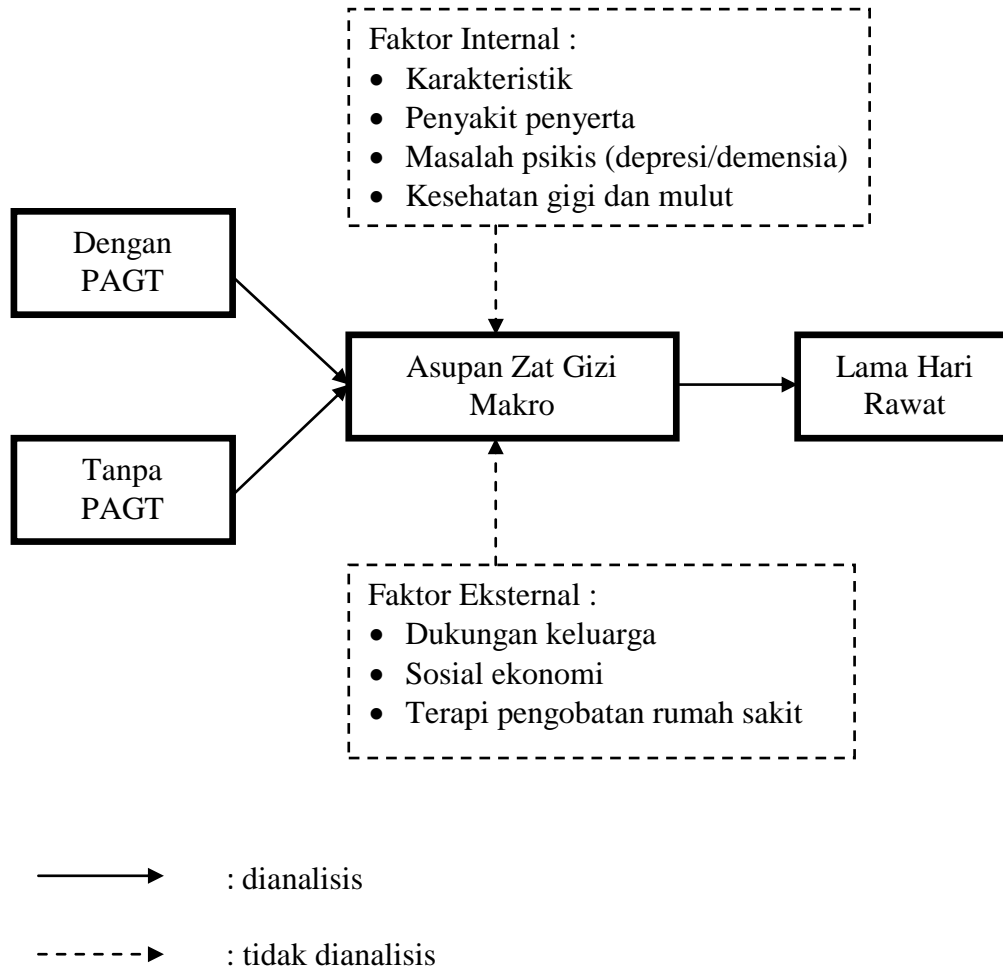 Faktor Internal :
• Karakteristik
• Penyakit penyerta
• Masalah psikis (depresi/demensia)
• Kesehatan gigi dan mulut
Dengan
PAGT
Asupan Zat Gizi
Makro
Lama Hari
Rawat
Tanpa
PAGT
Faktor Eksternal :
• Dukungan keluarga
• Sosial ekonomi
• Terapi pengobatan rumah sakit
: dianalisis
: tidak dianalisis